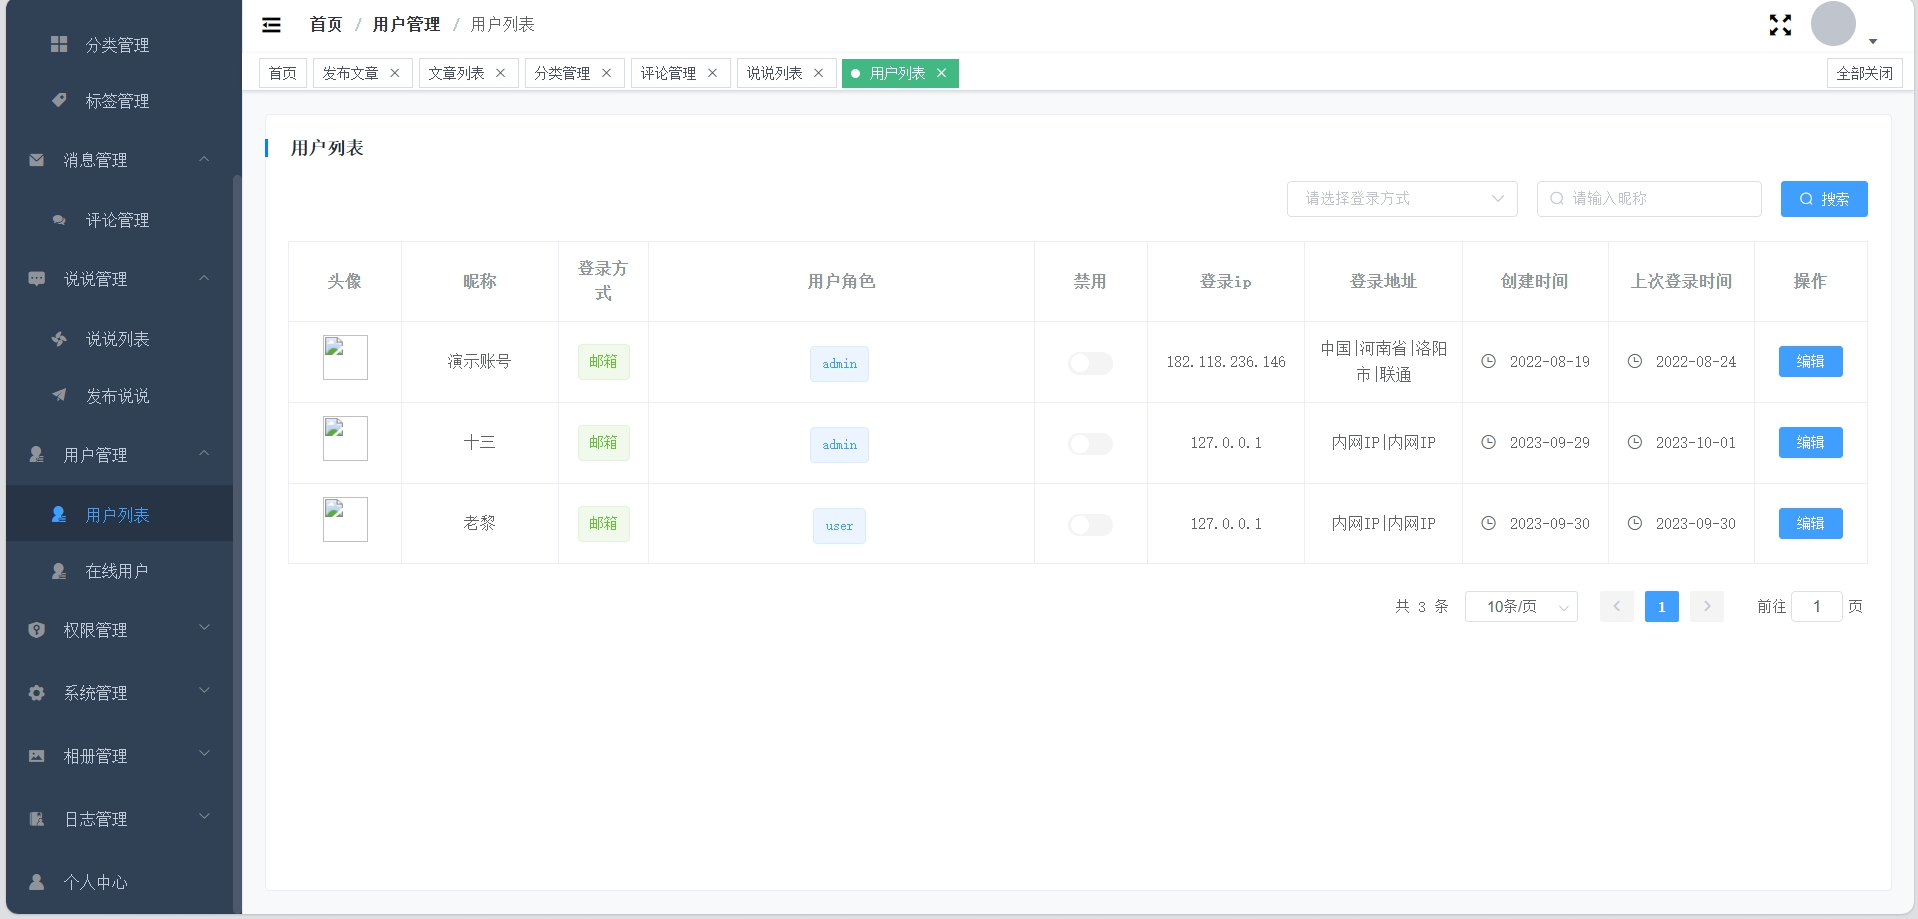 分类管理
标签管理
消息管理
评论管理
说说管理
说说列表
发布说说
用户管理
用户列表
在线用户
权限管理
系统管理
相册管理
日志管理
个人中心
首页 / 用户管理 / 用户列表
首页 发布文章 文章列表 分类管理 评论管理 说说列表 用户列表 全部关闭
用户列表
请选择登录方式 请输入昵称 搜索
头像 昵称 登录方式 用户角色 禁用 登录ip 登录地址 创建时间 上次登录时间 操作
演示账号 邮箱 admin 182.118.236.146 中国|河南省|洛阳市|联通 2022-08-19 2022-08-24 编辑
十三 邮箱 admin 127.0.0.1 内网IP|内网IP 2023-09-29 2023-10-01 编辑
老黎 邮箱 user 127.0.0.1 内网IP|内网IP 2023-09-30 2023-09-30 编辑
共 3 条 10条/页 1 前往 1 页